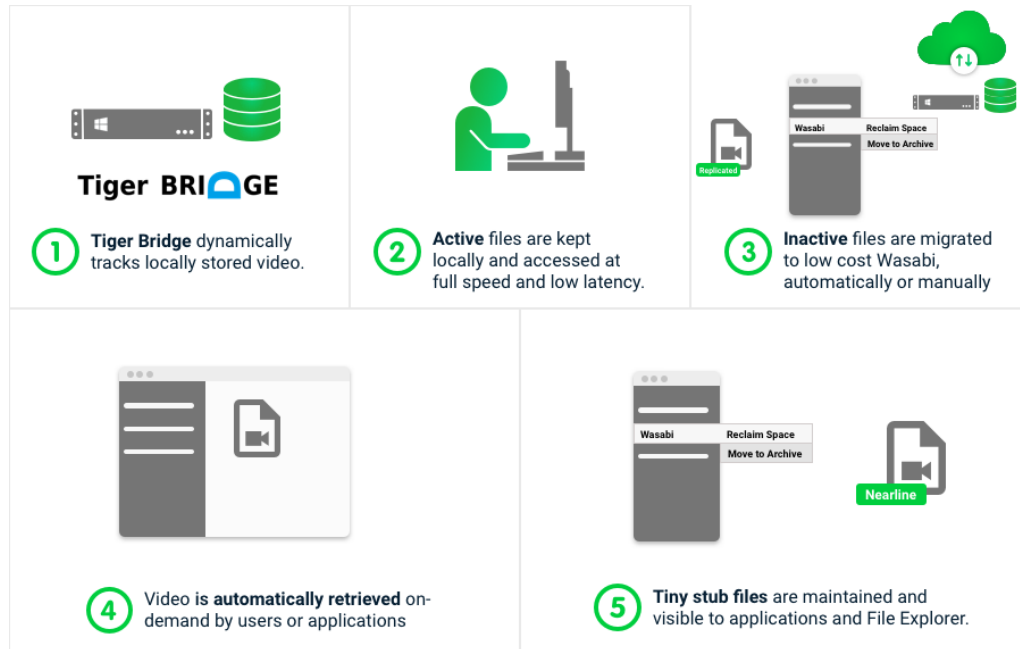 Tiger BRIDGE
1
Tiger Bridge dynamically
tracks locally stored video.
2
Active files are kept
locally and accessed at
full speed and low latency.
Wasabi
Reclaim Space
Move to Archive
Replicated
3
Inactive files are migrated
to low cost Wasabi,
automatically or manually
4
Video is automatically retrieved on-
demand by users or applications
Wasabi
Reclaim Space
Move to Archive
Nearline
5
Tiny stub files are maintained and
visible to applications and File Explorer.